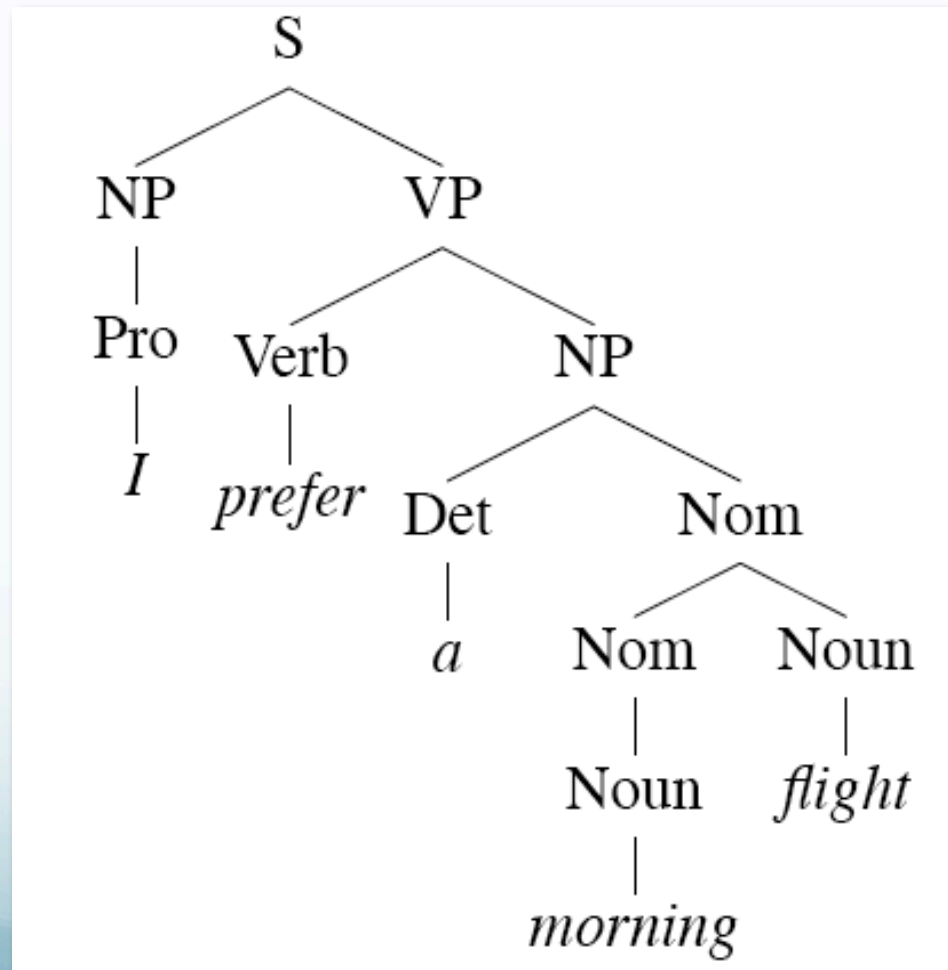 S
NP VP
Pro Verb NP
I prefer Det Nom
a Nom Noun
Noun flight
morning